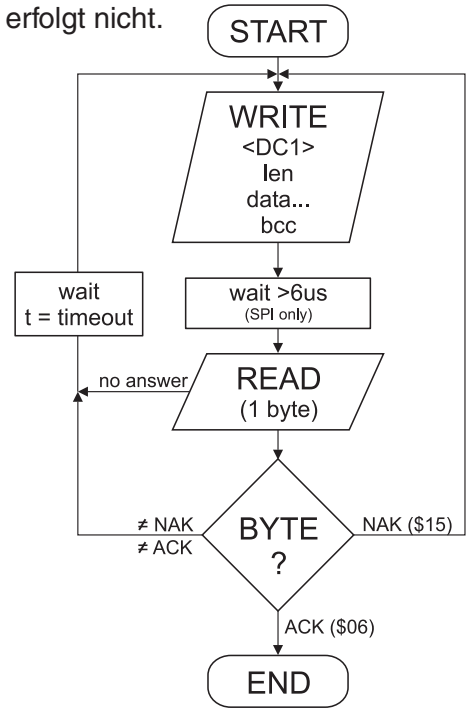 erfolgt nicht.
START
WRITE
<DC1>
len
data...
bcc
wait
t = timeout
wait >6us
(SPI only)
no answer
READ
(1 byte)
≠ NAK
≠ ACK
BYTE
?
NAK ($15)
ACK ($06)
END